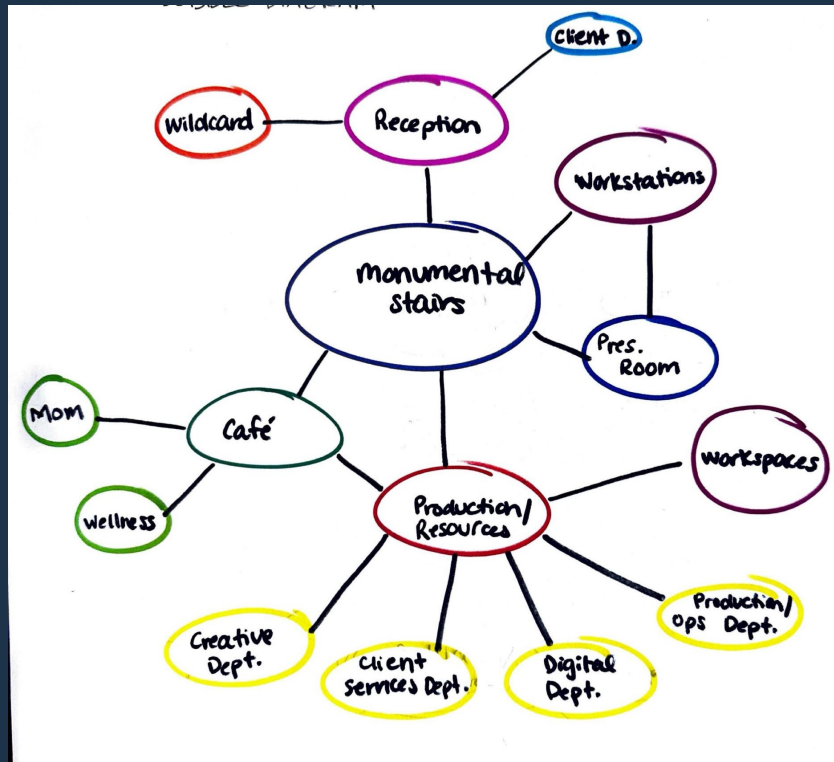 Client D.
Wildcard
Reception
Workstations
Monumental
Stairs
Pres.
Room
Mom
Café
Workspaces
Wellness
Production/
Resources
Production/
Ops Dept.
Creative
Dept.
Client
Services Dept.
Digital
Dept.